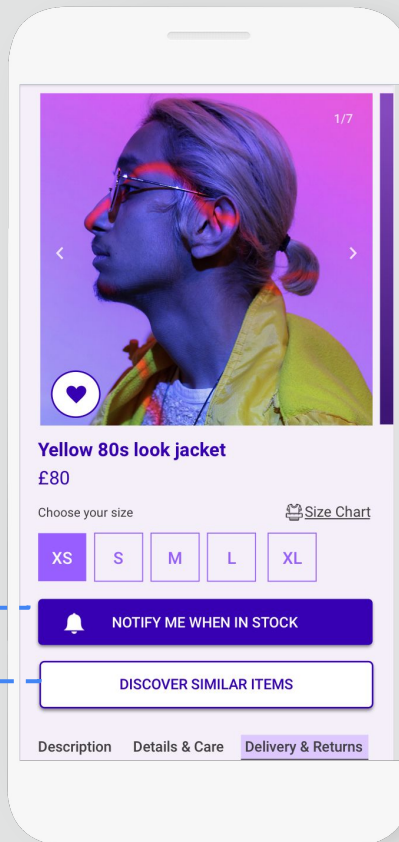 1/7
Yellow 80s look jacket
£80
Choose your size
Size Chart
XS S M L XL
NOTIFY ME WHEN IN STOCK
DISCOVER SIMILAR ITEMS
Description Details & Care Delivery & Returns